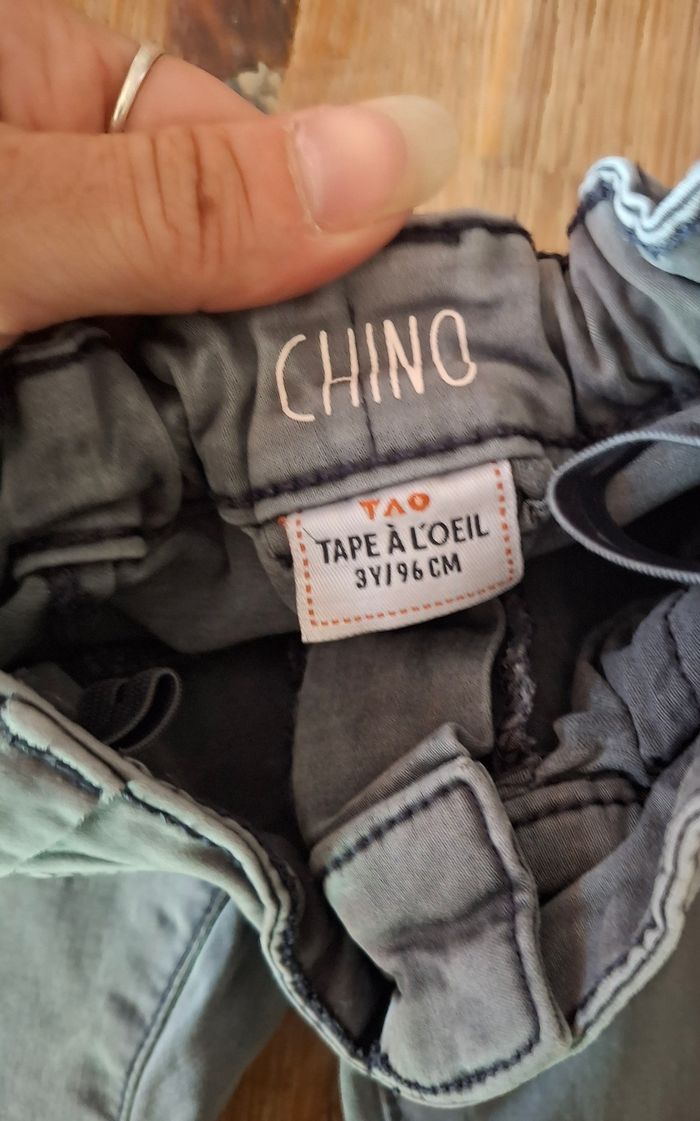 CHINO
TAO
TAPE À L'OEIL
3Y/96 CM